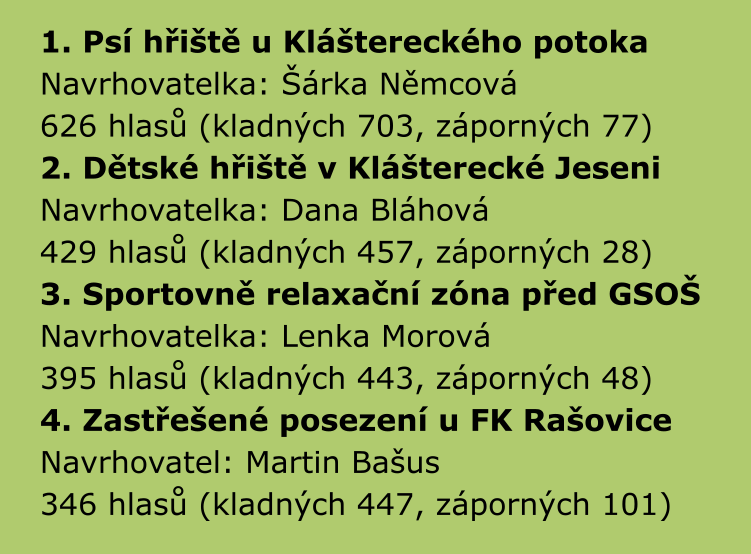 1. Psí hřiště u Kláštereckého potoka
Navrhovatelka: Šárka Němcová
626 hlasů (kladných 703, záporných 77)
2. Dětské hřiště v Klášterecké Jeseni
Navrhovatelka: Dana Bláhová
429 hlasů (kladných 457, záporných 28)
3. Sportovně relaxační zóna před GSOŠ
Navrhovatelka: Lenka Morová
395 hlasů (kladných 443, záporných 48)
4. Zastřešené posezení u FK Rašovice
Navrhovatel: Martin Bašus
346 hlasů (kladných 447, záporných 101)